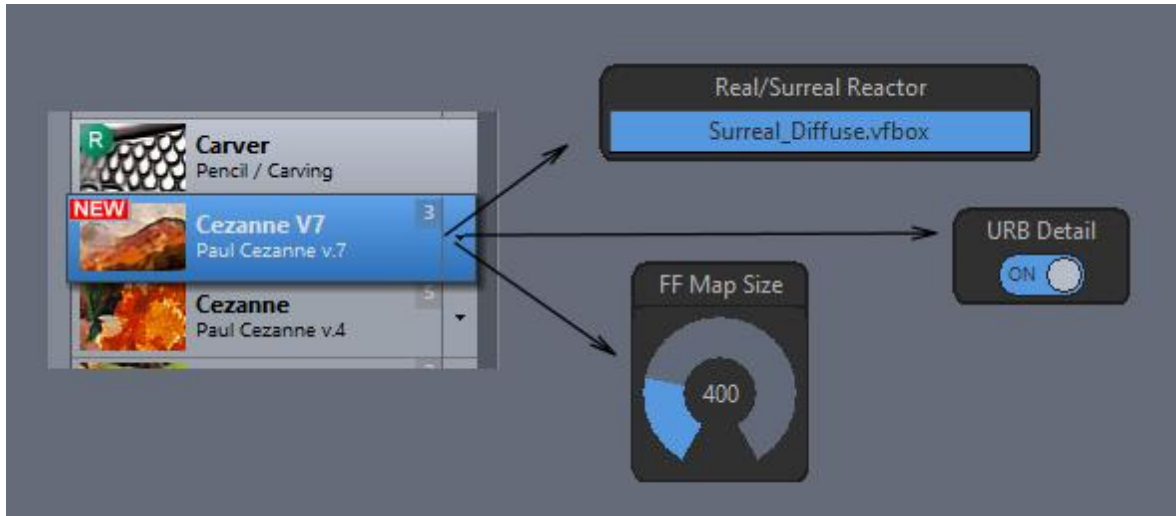 Real/Surreal Reactor
Surreal_Diffuse.vfbox
R
Carver
Pencil / Carving
NEW
3
Cezanne V7
Paul Cezanne v.7
URB Detail
ON
FF Map Size
400
5
Cezanne
Paul Cezanne v.4